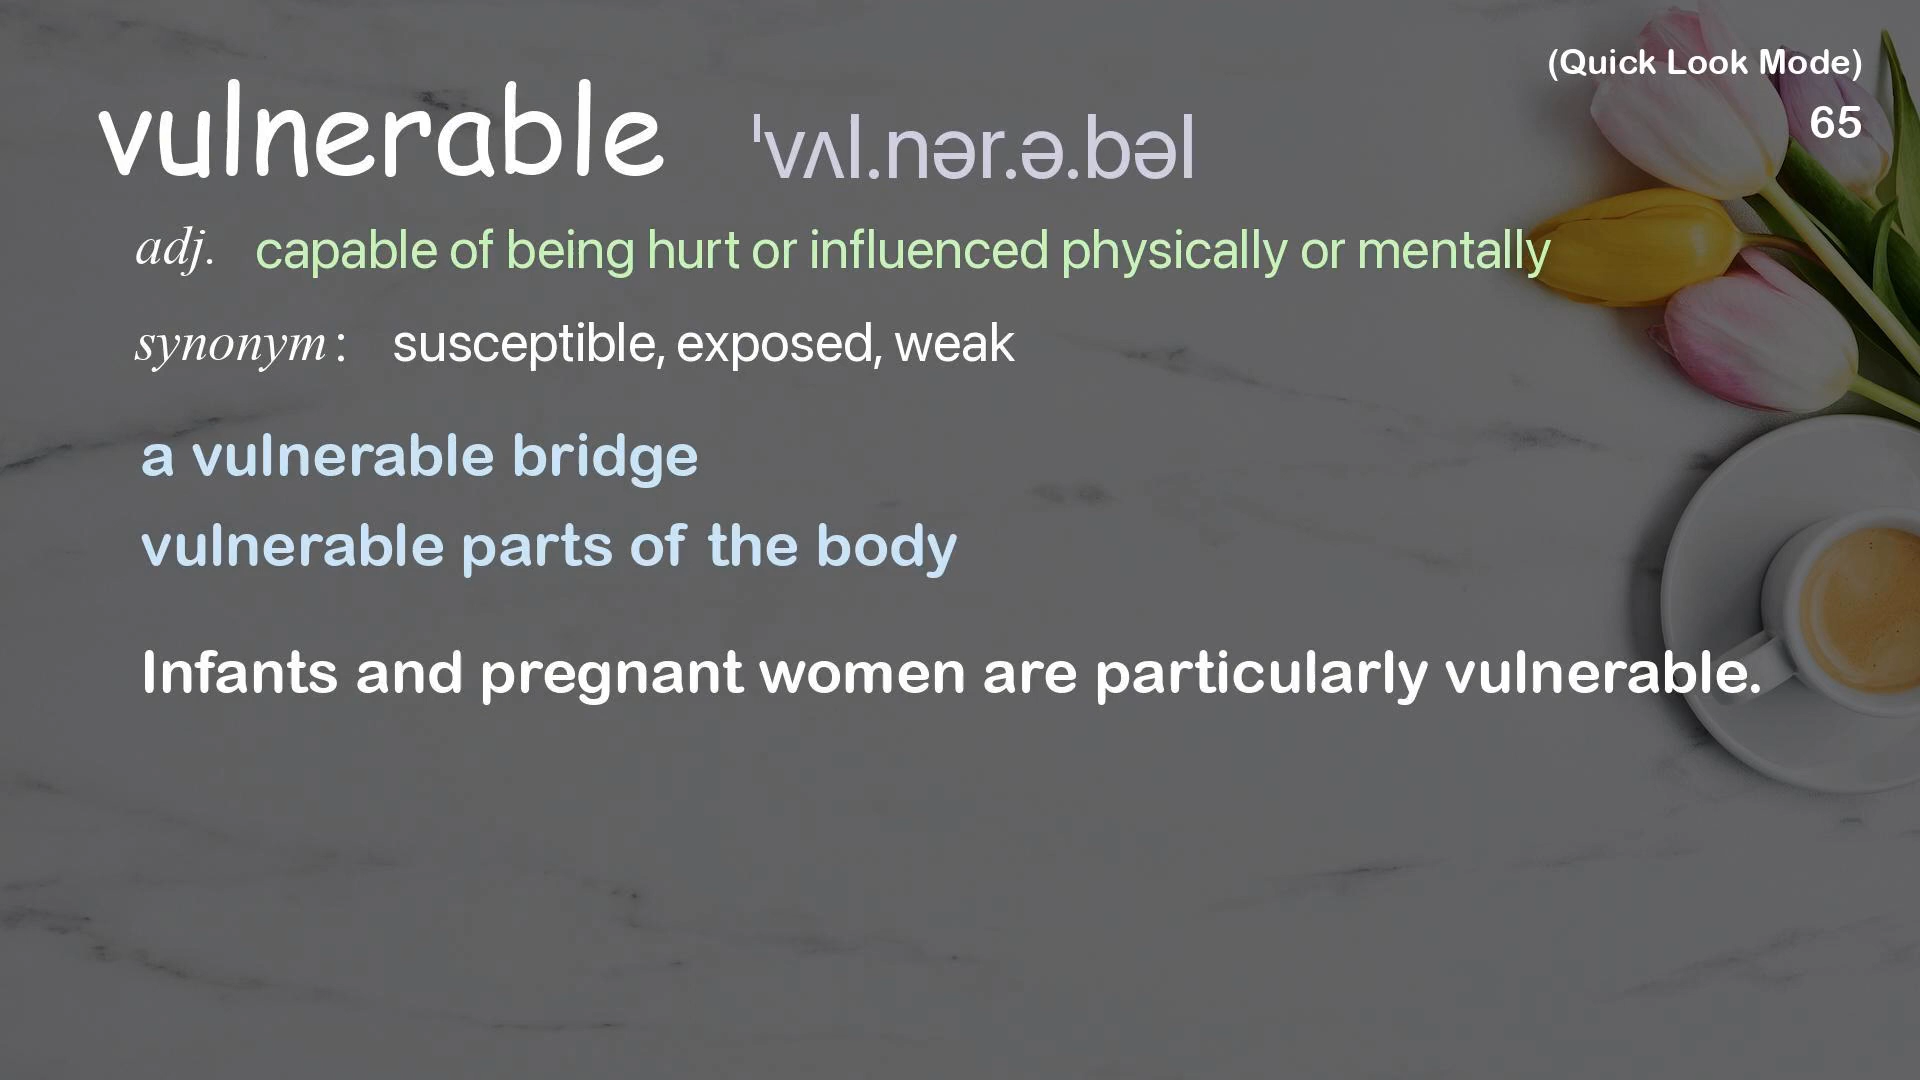 (Quick Look Mode)
65
vulnerable ˈvʌl.nər.ə.bəl
adj. capable of being hurt or influenced physically or mentally
synonym : susceptible, exposed, weak
a vulnerable bridge
vulnerable parts of the body
Infants and pregnant women are particularly vulnerable.